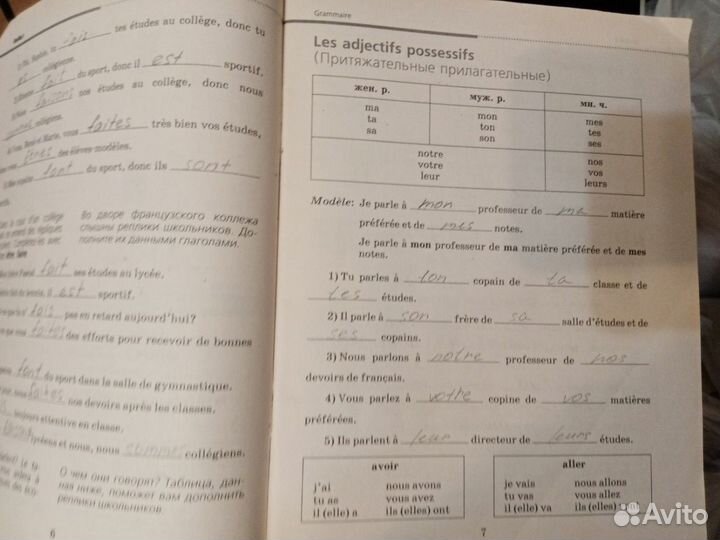 tes études au collège, donc tu
collégienne.
fait du sport, donc il est sportif.
nos études au collège, donc nous
collégiens.
faites très bien vos études,
êtes des élèves modèles.
font du sport, donc ils sont
Во дворе французского коллежа
слышны реплики школьников. До-
полните их данными глаголами.
fait ses études au lycée.
est sportif.
pas en retard aujourd'hui?
faites des efforts pour recevoir de bonnes
font du sport dans la salle de gymnastique.
faites nos devoirs après les classes.
toujours attentive en classe.
lycéens et nous, nous sommes collégiens.
О чем они говорят? Таблица, дан-
ная ниже, поможет вам дополнить
реплики школьников.
6
Grammaire
Les adjectifs possessifs
(Притяжательные прилагательные)
жен. р. муж. р. мн. ч.
ma mon mes
ta ton tes
sa son ses
notre nos
votre vos
leur leurs
Modèle: Je parle à mon professeur de ma matière
préférée et de mes notes.
Je parle à mon professeur de ma matière préférée et de mes
notes.
1) Tu parles à ton copain de ta classe et de
tes études.
2) Il parle à son frère de sa salle d'études et de
ses copains.
3) Nous parlons à notre professeur de nos
devoirs de français.
4) Vous parlez à votre copine de vos matières
préférées.
5) Ils parlent à leur directeur de leurs études.
avoir
j'ai nous avons
tu as vous avez
il (elle) a ils (elles) ont
aller
je vais nous allons
tu vas vous allez
il (elle) va ils (elles) vont
7
Avito